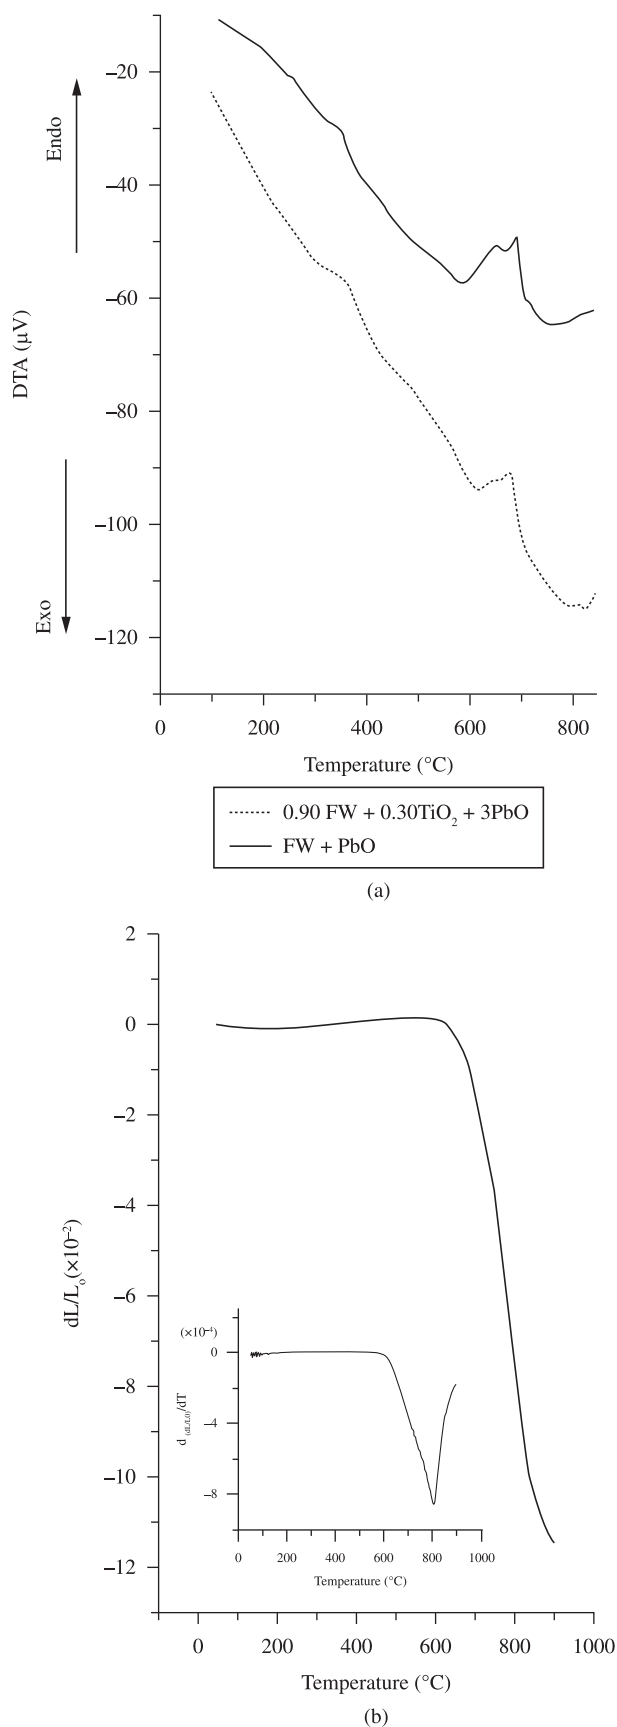 −20
−40
−60
−80
−100
−120
Endo
DTA (μV)
Exo
0 200 400 600 800
Temperature (°C)
0.90 FW + 0.30TiO₂ + 3PbO
FW + PbO
(a)
2
0
−2
−4
−6
−8
−10
−12
dL/Lₒ(×10⁻²)
(×10⁻⁴)
0
−4
−8
d (dL/L0)/dT
0 200 400 600 800 1000
Temperature (°C)
0 200 400 600 800 1000
Temperature (°C)
(b)